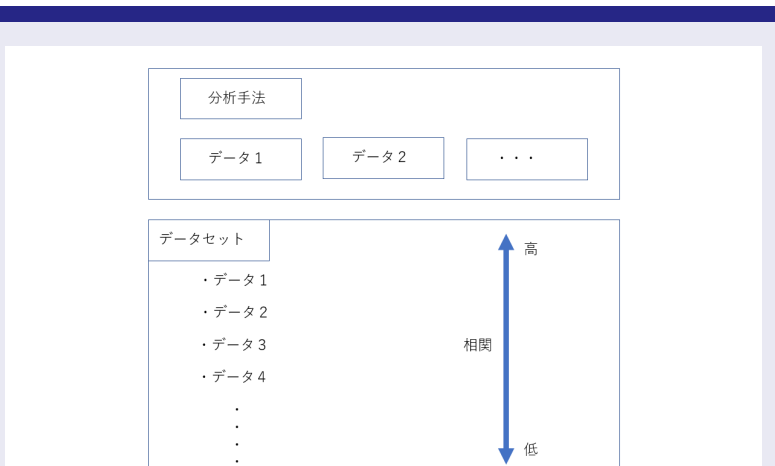 分析手法
データ1
データ2
・・・
データセット
高
・データ1
・データ2
・データ3
相関
・データ4
・
・
・
・
低